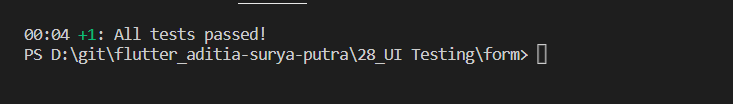 00:04 +1: All tests passed!
PS D:\git\flutter_aditia-surya-putra\28_UI Testing\form>